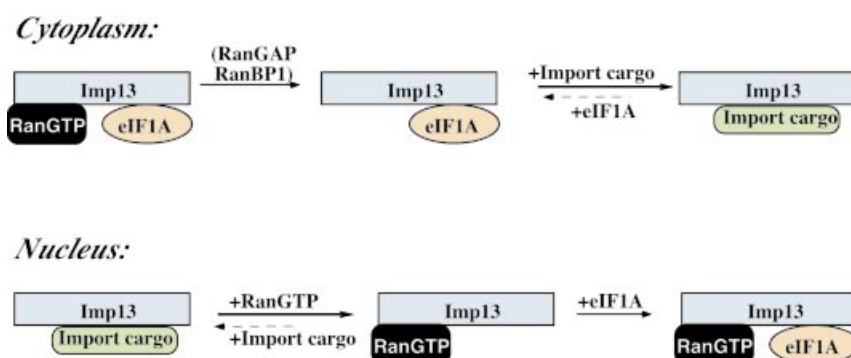 Cytoplasm:
(RanGAP
RanBP1)
Imp13
RanGTP
eIF1A
Imp13
eIF1A
+Import cargo
+eIF1A
Imp13
Import cargo
Nucleus:
Imp13
Import cargo
+RanGTP
+Import cargo
Imp13
RanGTP
+eIF1A
Imp13
RanGTP
eIF1A